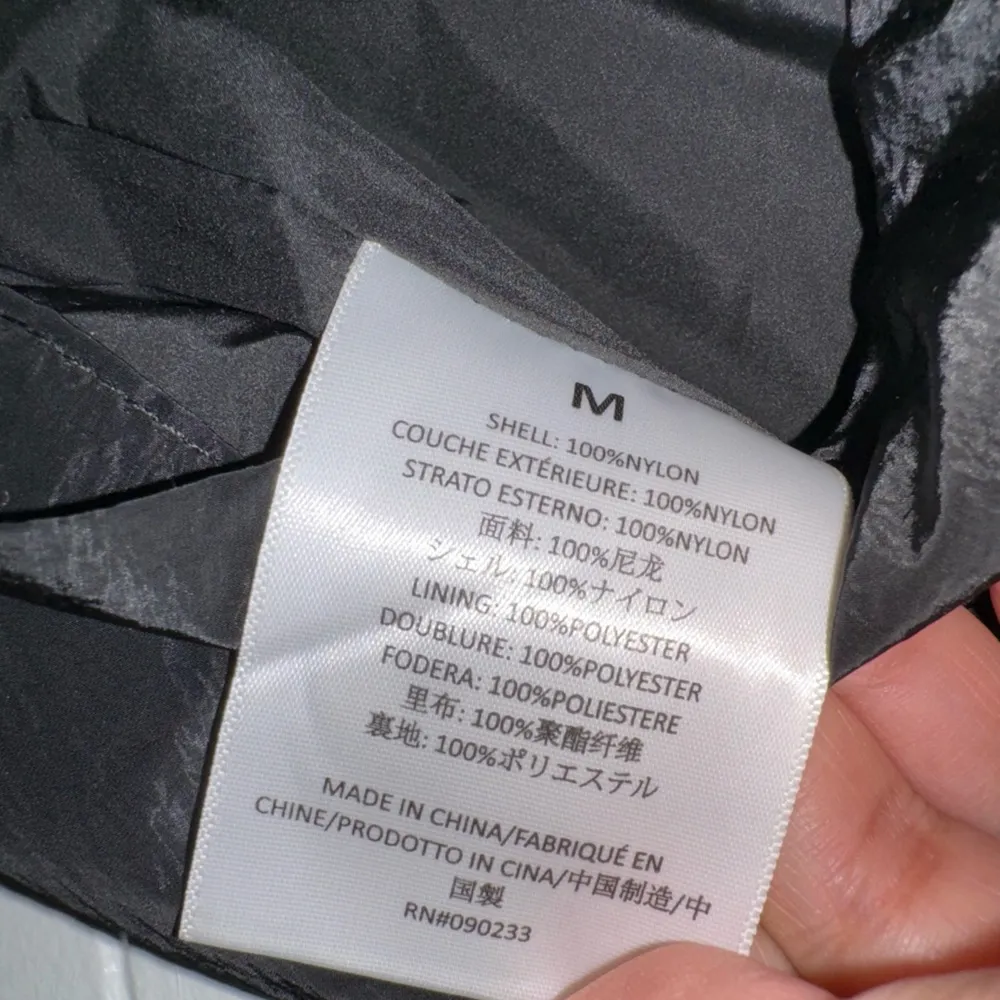 M
SHELL: 100%NYLON
COUCHE EXTÉRIEURE: 100%NYLON
STRATO ESTERNO: 100%NYLON
面料: 100%尼龙
シェル: 100%ナイロン
LINING: 100%POLYESTER
DOUBLURE: 100%POLYESTER
FODERA: 100%POLIESTERE
里布: 100%聚酯纤维
裏地: 100%ポリエステル
MADE IN CHINA/FABRIQUÉ EN
CHINE/PRODOTTO IN CINA/中国制造/中
国製
RN#090233